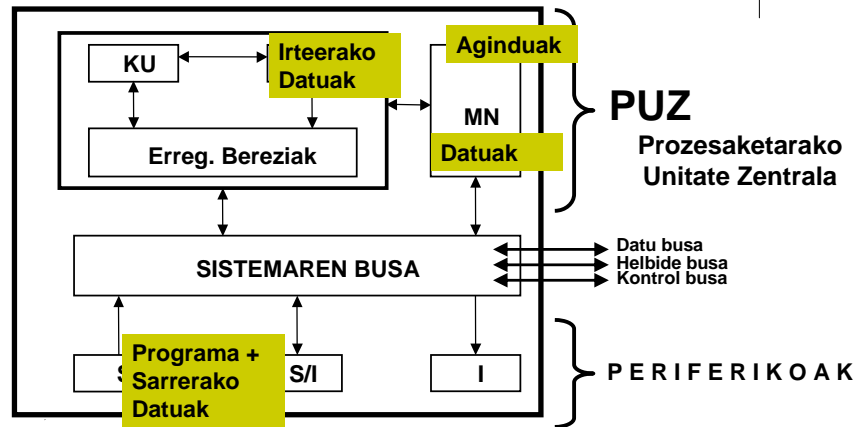 KU
Irteerako
Datuak
Aginduak
MN
Datuak
Erreg. Bereziak
PUZ
Prozesaketarako
Unitate Zentrala
SISTEMAREN BUSA
Datu busa
Helbide busa
Kontrol busa
Programa +
Sarrerako
Datuak
S
S/I
I
PERIFERIKOAK